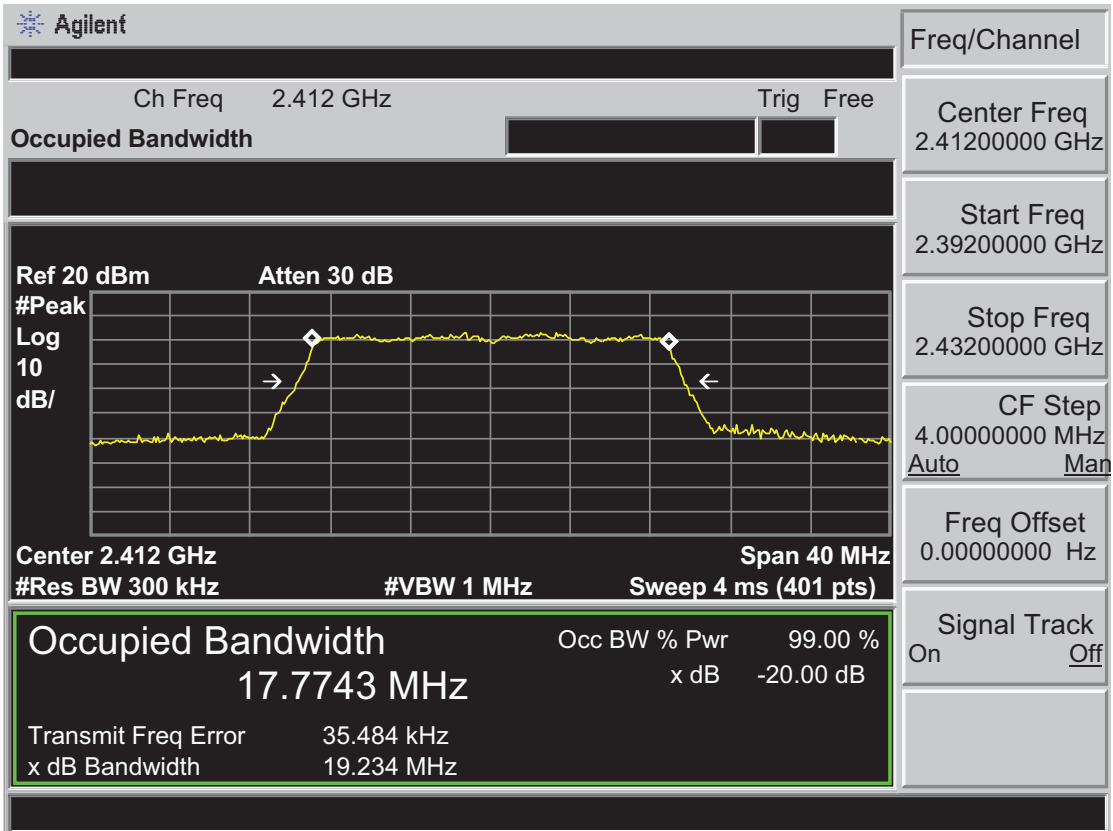 Agilent
Freq/Channel
Ch Freq 2.412 GHz Trig Free
Occupied Bandwidth
Center Freq
2.41200000 GHz
Start Freq
2.39200000 GHz
Stop Freq
2.43200000 GHz
CF Step
4.00000000 MHz
Auto Man
Freq Offset
0.00000000 Hz
Signal Track
On Off
Ref 20 dBm Atten 30 dB
#Peak
Log
10
dB/
Center 2.412 GHz Span 40 MHz
#Res BW 300 kHz #VBW 1 MHz Sweep 4 ms (401 pts)
Occupied Bandwidth Occ BW % Pwr 99.00 %
17.7743 MHz x dB -20.00 dB
Transmit Freq Error 35.484 kHz
x dB Bandwidth 19.234 MHz